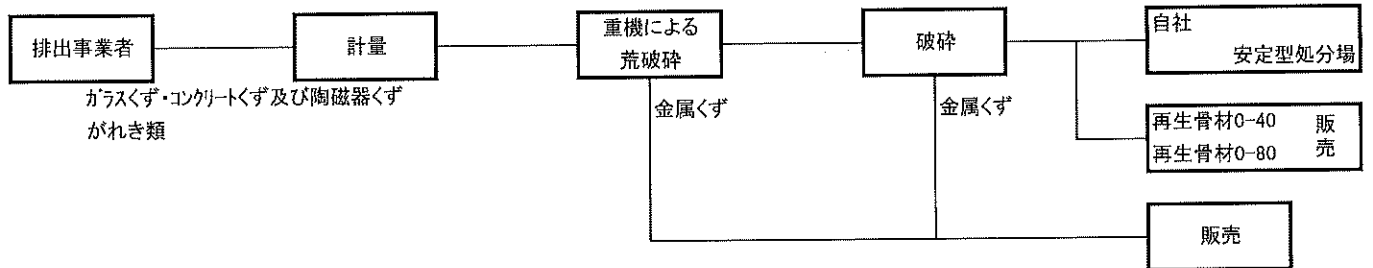 排出事業者
計量
重機による
荒破砕
破砕
自社
安定型処分場
ガラスくず・コンクリートくず及び陶磁器くず
がれき類
金属くず
金属くず
再生骨材0-40
再生骨材0-80
販
売
販売